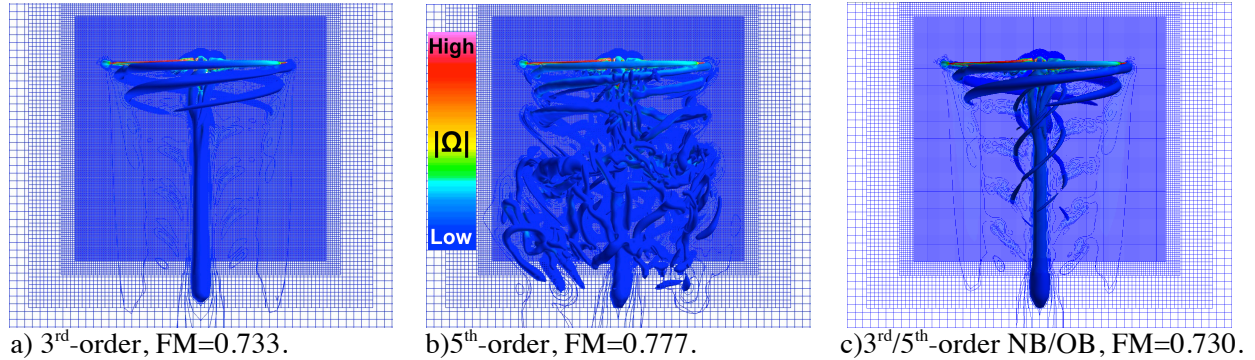 High
|Ω|
Low
a) 3rd-order, FM=0.733.
b)5th-order, FM=0.777.
c)3rd/5th-order NB/OB, FM=0.730.